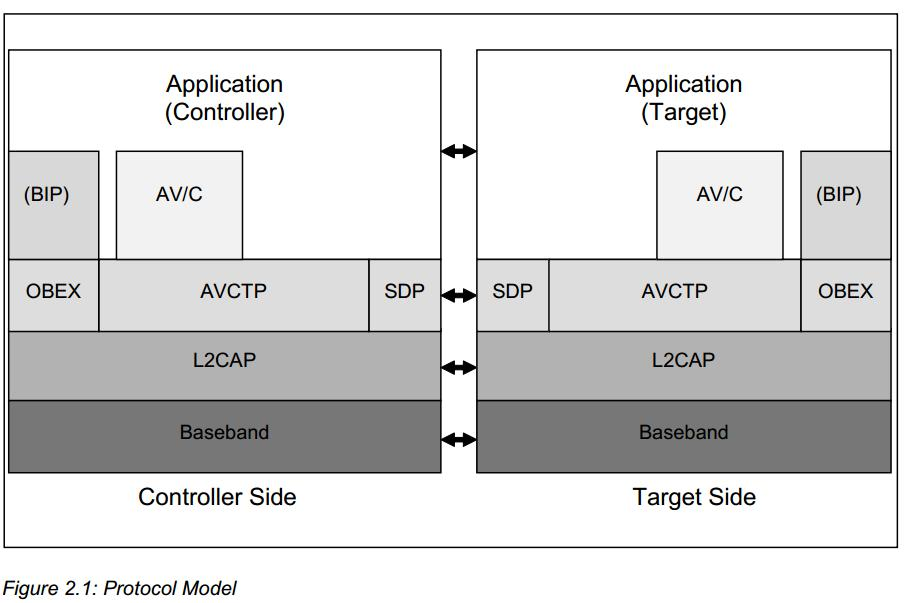 Application
(Controller)
Application
(Target)
(BIP)
AV/C
AV/C
(BIP)
OBEX
AVCTP
SDP
SDP
AVCTP
OBEX
L2CAP
L2CAP
Baseband
Baseband
Controller Side
Target Side
Figure 2.1: Protocol Model